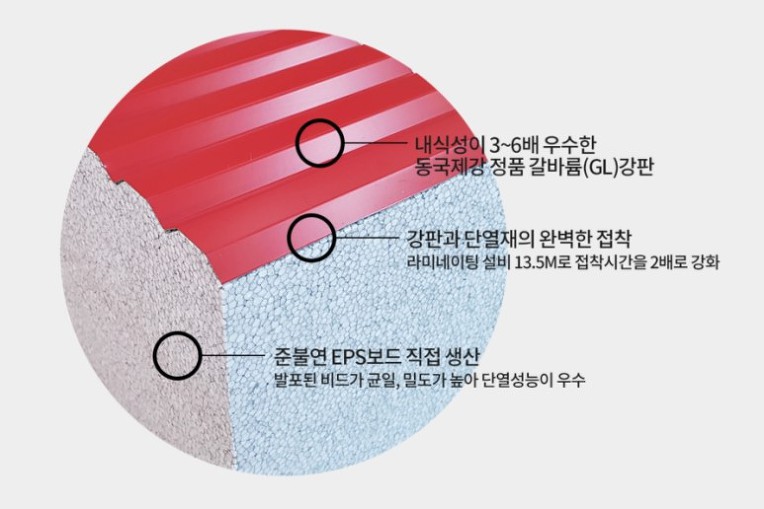 내식성이 3~6배 우수한
동국제강 정품 갈바륨(GL)강판
강판과 단열재의 완벽한 접착
라미네이팅 설비 13.5M로 접착시간을 2배로 강화
준불연 EPS보드 직접 생산
발포된 비드가 균일, 밀도가 높아 단열성능이 우수